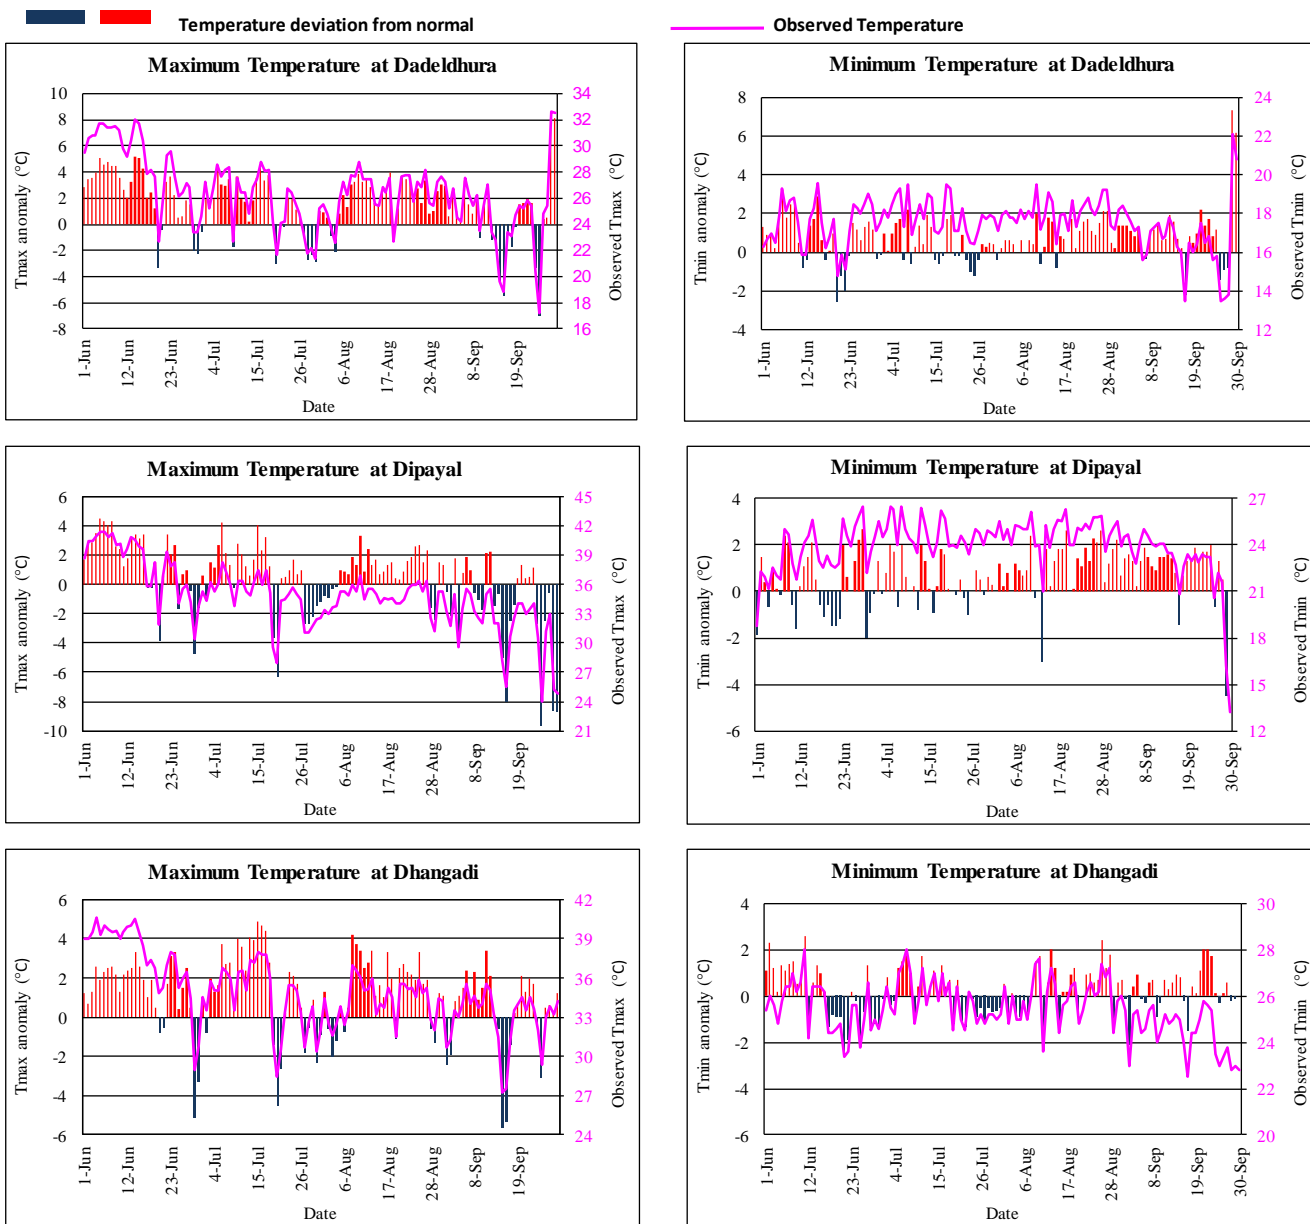 Temperature deviation from normal
Observed Temperature
Maximum Temperature at Dadeldhura
Tmax anomaly (°C)
10
8
6
4
2
0
-2
-4
-6
-8
34
32
30
28
26
24
22
20
18
16
Observed Tmax (°C)
1-Jun
12-Jun
23-Jun
4-Jul
15-Jul
26-Jul
6-Aug
17-Aug
28-Aug
8-Sep
19-Sep
Date
Minimum Temperature at Dadeldhura
Tmin anomaly (°C)
8
6
4
2
0
-2
-4
24
22
20
18
16
14
12
Observed Tmin (°C)
1-Jun
12-Jun
23-Jun
4-Jul
15-Jul
26-Jul
6-Aug
17-Aug
28-Aug
8-Sep
19-Sep
30-Sep
Date
Maximum Temperature at Dipayal
Tmax anomaly (°C)
6
4
2
0
-2
-4
-6
-8
-10
45
42
39
36
33
30
27
24
21
Observed Tmax (°C)
1-Jun
12-Jun
23-Jun
4-Jul
15-Jul
26-Jul
6-Aug
17-Aug
28-Aug
8-Sep
19-Sep
Date
Minimum Temperature at Dipayal
Tmin anomaly (°C)
4
2
0
-2
-4
-6
27
24
21
18
15
12
Observed Tmin (°C)
1-Jun
12-Jun
23-Jun
4-Jul
15-Jul
26-Jul
6-Aug
17-Aug
28-Aug
8-Sep
19-Sep
30-Sep
Date
Maximum Temperature at Dhangadi
Tmax anomaly (°C)
6
4
2
0
-2
-4
-6
42
39
36
33
30
27
24
Observed Tmax (°C)
1-Jun
12-Jun
23-Jun
4-Jul
15-Jul
26-Jul
6-Aug
17-Aug
28-Aug
8-Sep
19-Sep
Date
Minimum Temperature at Dhangadi
Tmin anomaly (°C)
4
2
0
-2
-4
-6
30
28
26
24
22
20
Observed Tmin (°C)
1-Jun
12-Jun
23-Jun
4-Jul
15-Jul
26-Jul
6-Aug
17-Aug
28-Aug
8-Sep
19-Sep
30-Sep
Date